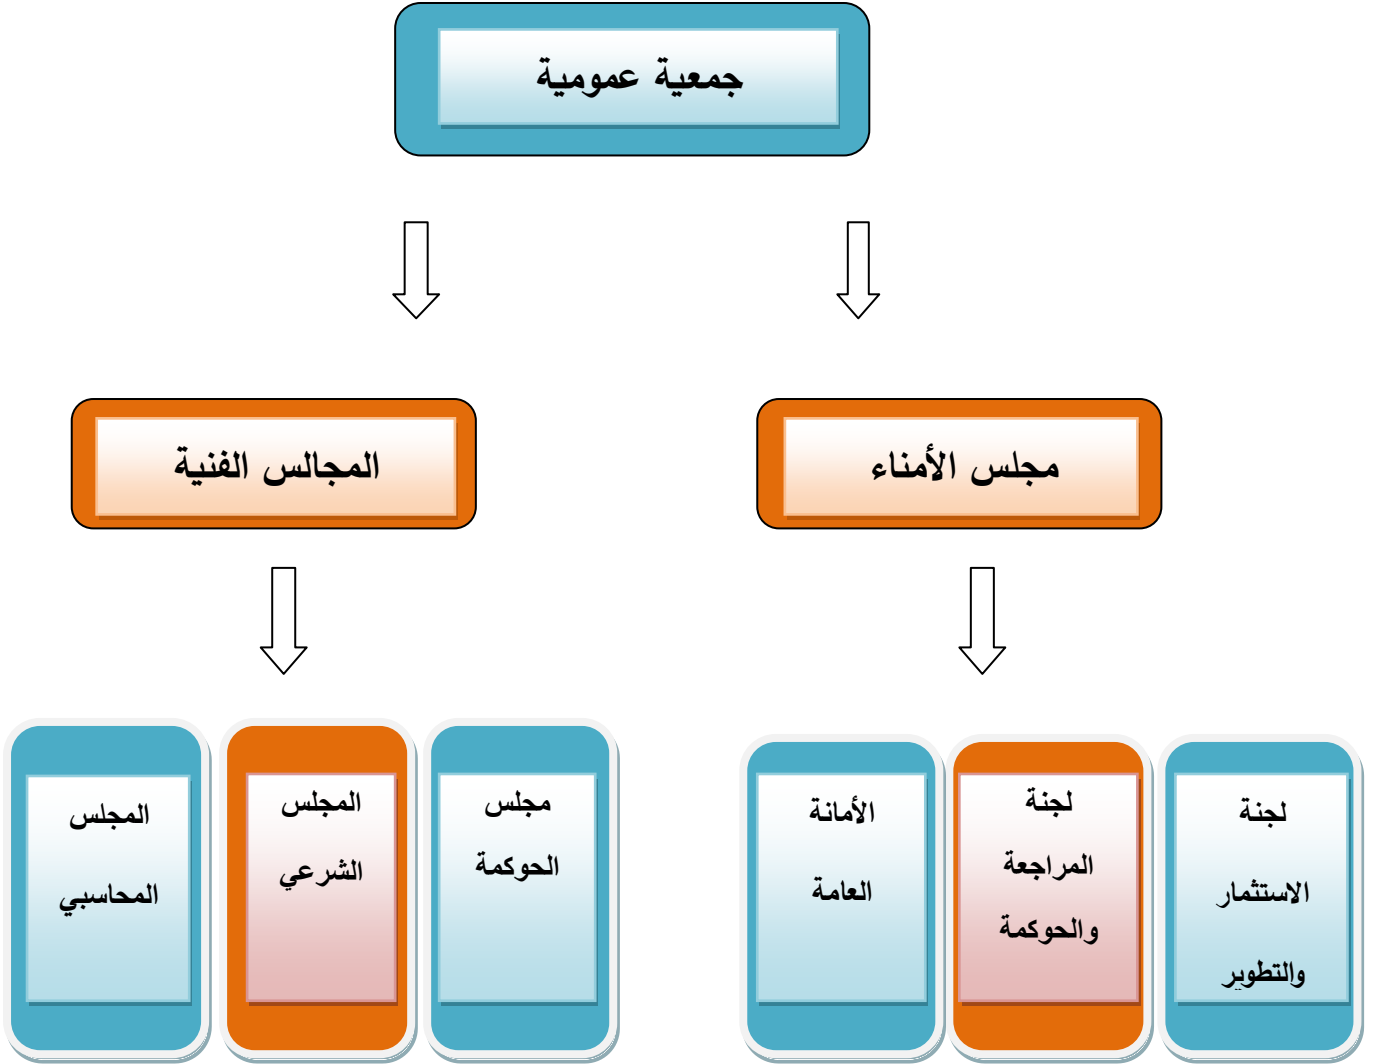 جمعية عمومية
مجلس الأمناء
المجالس الفنية
لجنة
الاستثمار
والتطوير
لجنة
المراجعة
والحوكمة
الأمانة
العامة
مجلس
الحوكمة
المجلس
الشرعي
المجلس
المحاسبي